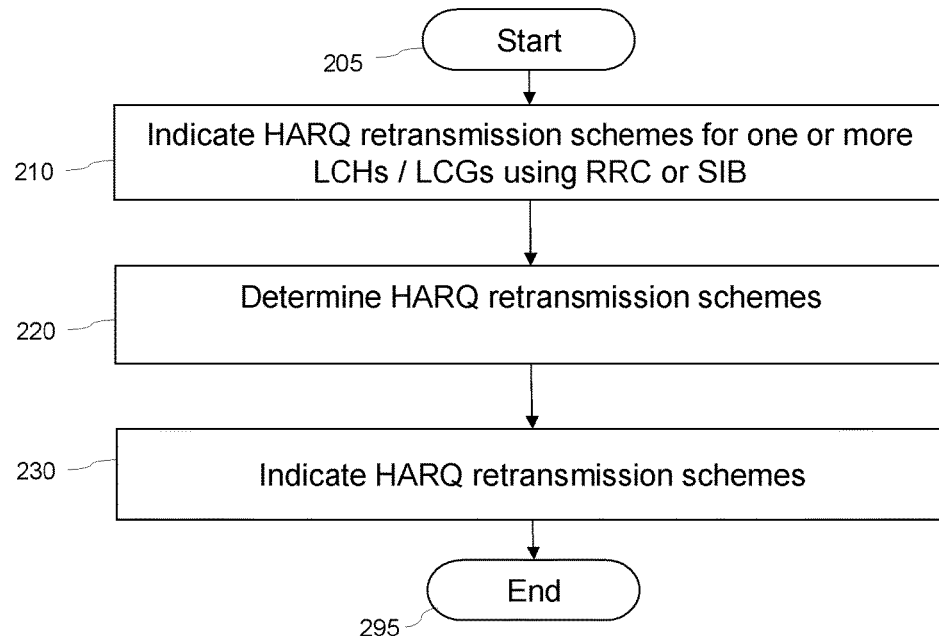 Start
205
Indicate HARQ retransmission schemes for one or more
LCHs / LCGs using RRC or SIB
210
Determine HARQ retransmission schemes
220
Indicate HARQ retransmission schemes
230
End
295